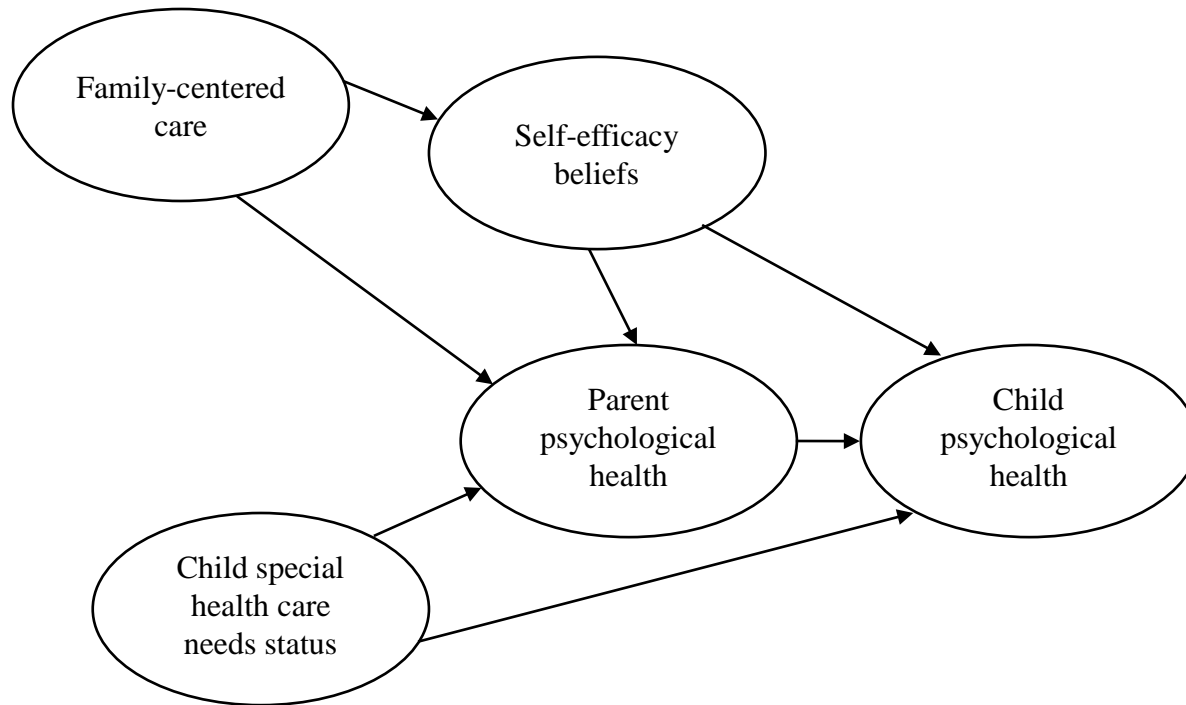 Family-centered
care
Self-efficacy
beliefs
Parent
psychological
health
Child
psychological
health
Child special
health care
needs status